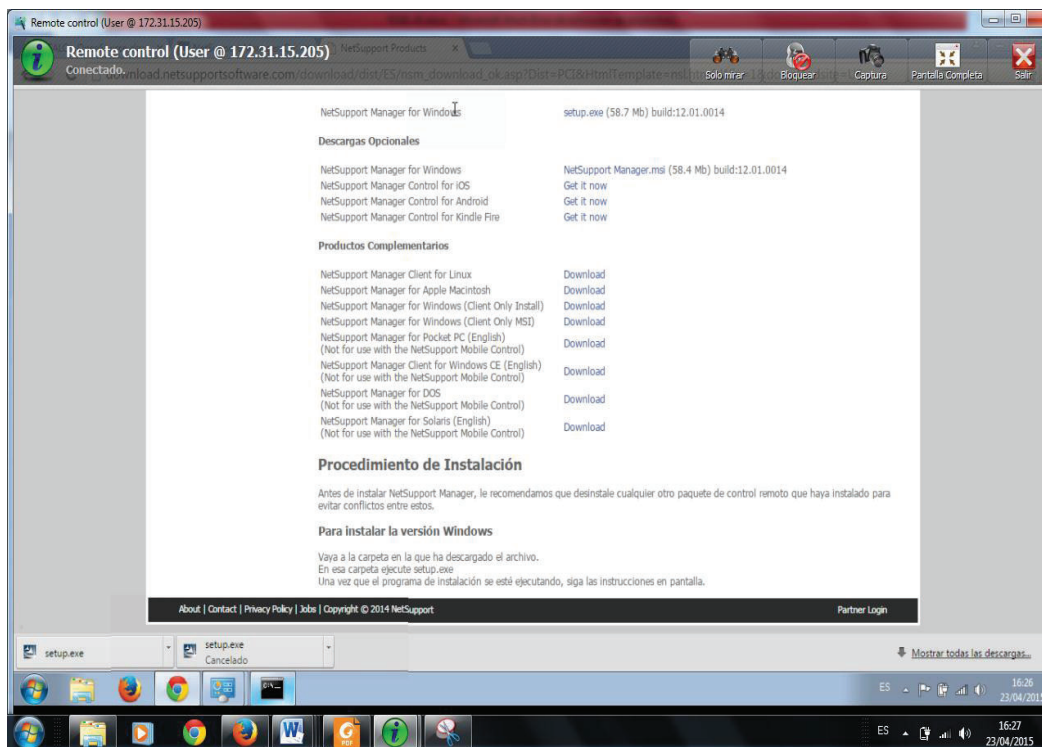 Remote control (User @ 172.31.15.205)
Remote control (User @ 172.31.15.205)
NetSupport Products
Conectado.
Solo mirar
Bloquear
Captura
Pantalla Completa
Salir
NetSupport Manager for Windows setup.exe (58.7 Mb) build:12.01.0014
Descargas Opcionales
NetSupport Manager for Windows NetSupport Manager.msi (58.4 Mb) build:12.01.0014
NetSupport Manager Control for iOS Get it now
NetSupport Manager Control for Android Get it now
NetSupport Manager Control for Kindle Fire Get it now
Productos Complementarios
NetSupport Manager Client for Linux Download
NetSupport Manager for Apple Macintosh Download
NetSupport Manager for Windows (Client Only Install) Download
NetSupport Manager for Windows (Client Only MSI) Download
NetSupport Manager for Pocket PC (English)
(Not for use with the NetSupport Mobile Control) Download
NetSupport Manager Client for Windows CE (English)
(Not for use with the NetSupport Mobile Control) Download
NetSupport Manager for DOS
(Not for use with the NetSupport Mobile Control) Download
NetSupport Manager for Solaris (English)
(Not for use with the NetSupport Mobile Control) Download
Procedimiento de Instalación
Antes de instalar NetSupport Manager, le recomendamos que desinstale cualquier otro paquete de control remoto que haya instalado para
evitar conflictos entre estos.
Para instalar la versión Windows
Vaya a la carpeta en la que ha descargado el archivo.
En esa carpeta ejecute setup.exe
Una vez que el programa de instalación se esté ejecutando, siga las instrucciones en pantalla.
About | Contact | Privacy Policy | Jobs | Copyright © 2014 NetSupport Partner Login
setup.exe
setup.exe
Cancelado
Mostrar todas las descargas...
ES 16:26
23/04/2015
ES 16:27
23/04/2015